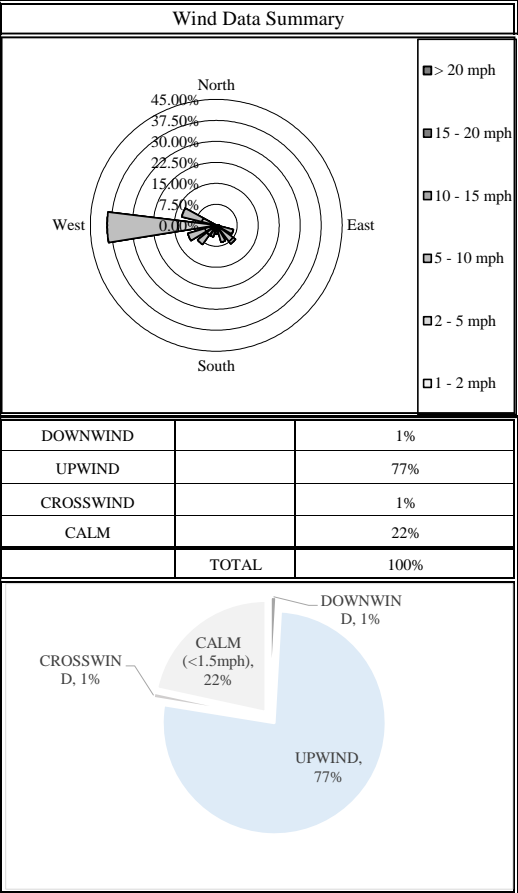 Wind Data Summary
North
45.00%
37.50%
30.00%
22.50%
15.00%
7.50%
0.00%
West
East
South
> 20 mph
15 - 20 mph
10 - 15 mph
5 - 10 mph
2 - 5 mph
1 - 2 mph
DOWNWIND 1%
UPWIND 77%
CROSSWIND 1%
CALM 22%
TOTAL 100%
DOWNWIN
D, 1%
CALM
(<1.5mph),
22%
CROSSWIN
D, 1%
UPWIND,
77%